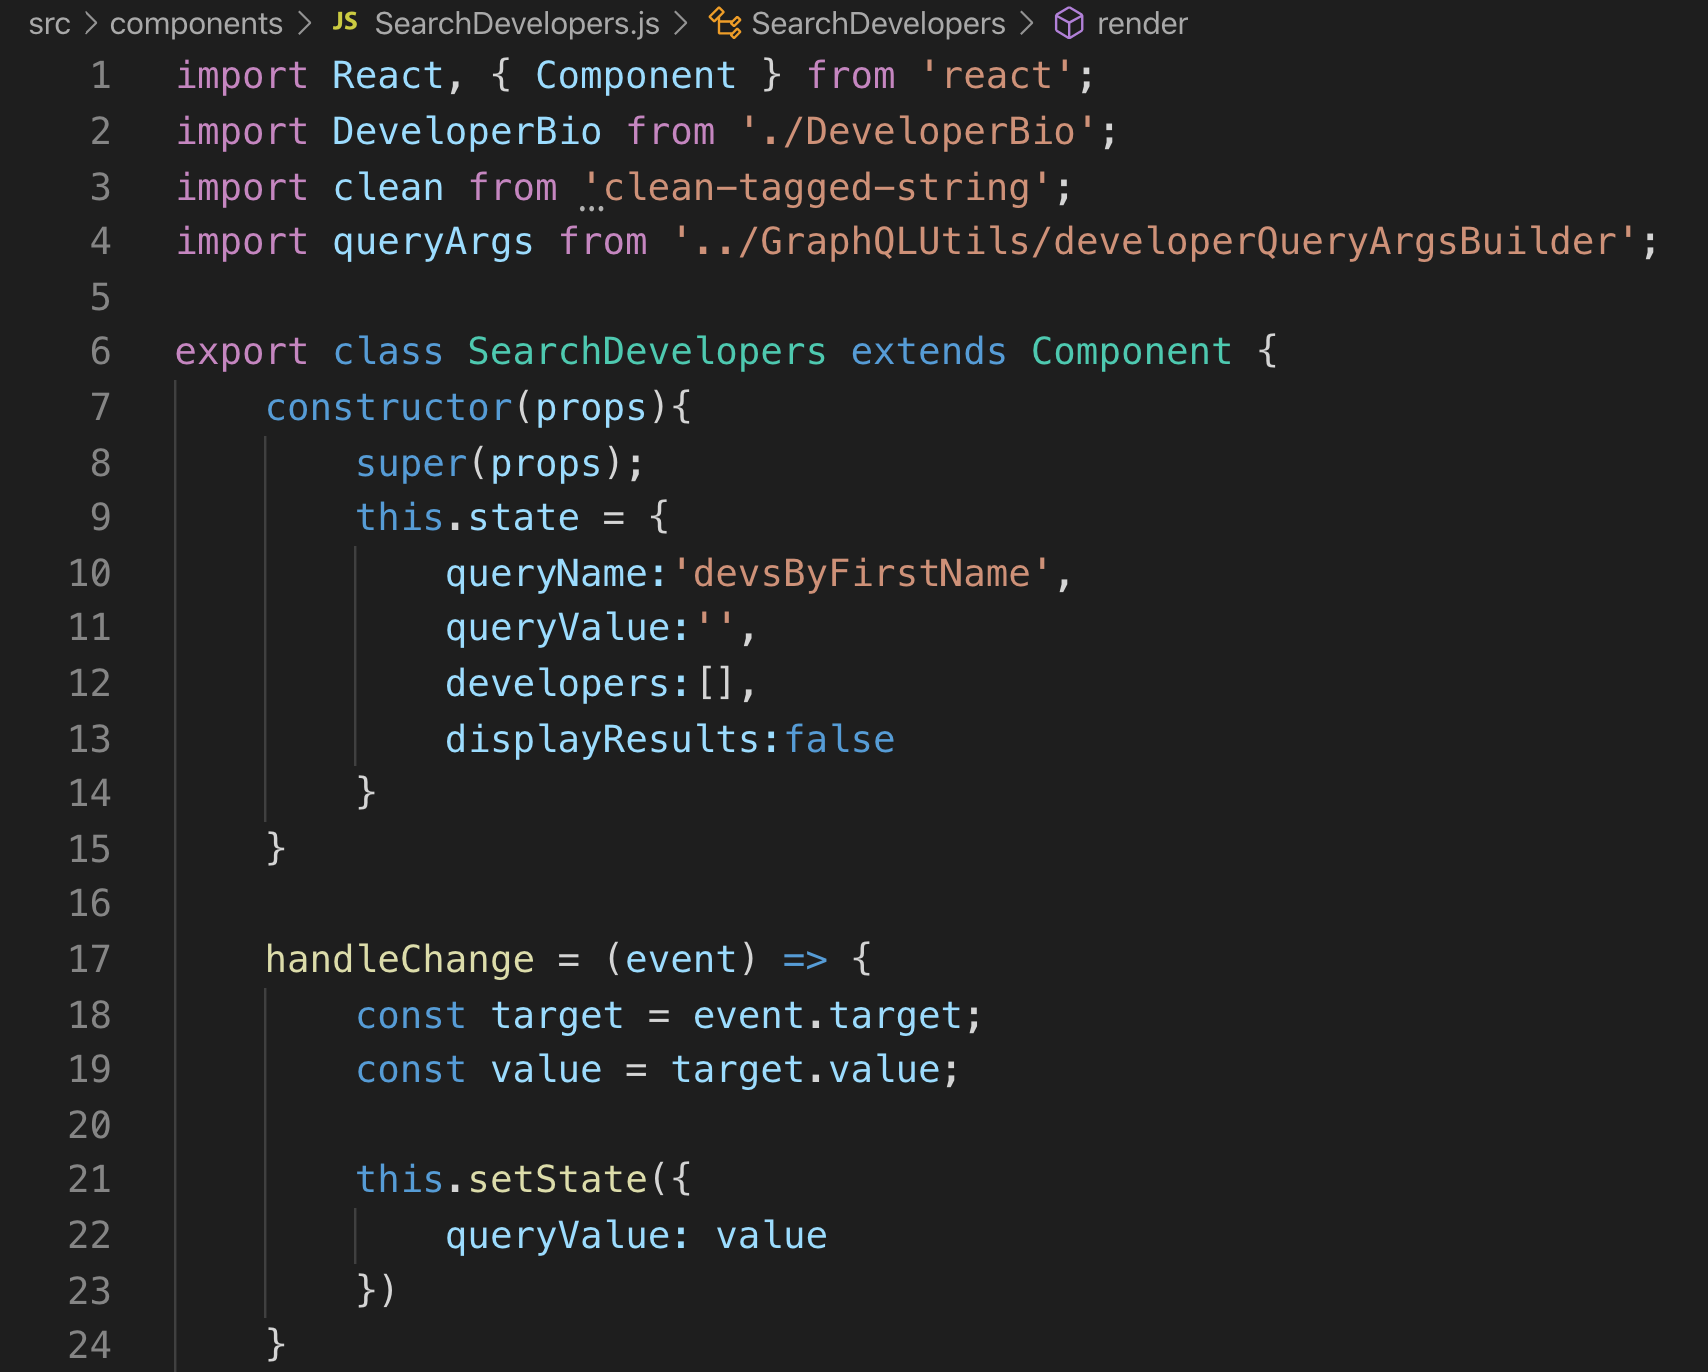 src > components > JS SearchDevelopers.js > SearchDevelopers > render
1 import React, { Component } from 'react';
2 import DeveloperBio from './DeveloperBio';
3 import clean from 'clean-tagged-string';
4 import queryArgs from '../GraphQLUtils/developerQueryArgsBuilder';
5
6 export class SearchDevelopers extends Component {
7     constructor(props){
8         super(props);
9         this.state = {
10             queryName:'devsByFirstName',
11             queryValue:'',
12             developers:[],
13             displayResults:false
14         }
15     }
16
17     handleChange = (event) => {
18         const target = event.target;
19         const value = target.value;
20
21         this.setState({
22             queryValue: value
23         })
24     }